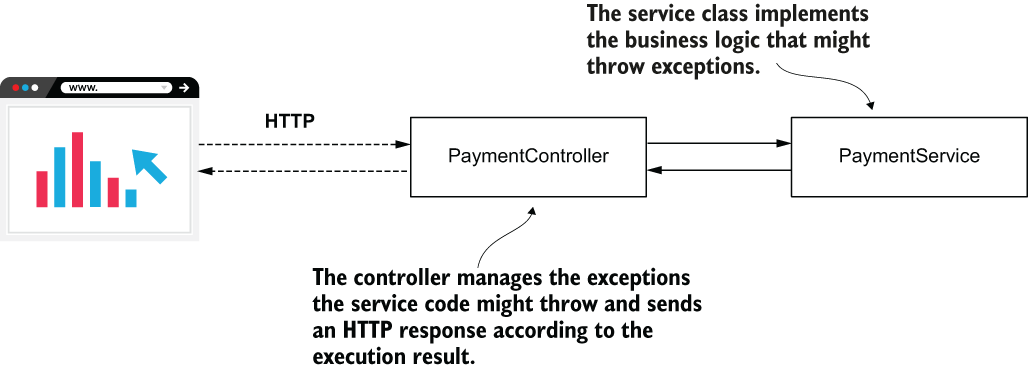 The service class implements
the business logic that might
throw exceptions.
www.
HTTP
PaymentController
PaymentService
The controller manages the exceptions
the service code might throw and sends
an HTTP response according to the
execution result.